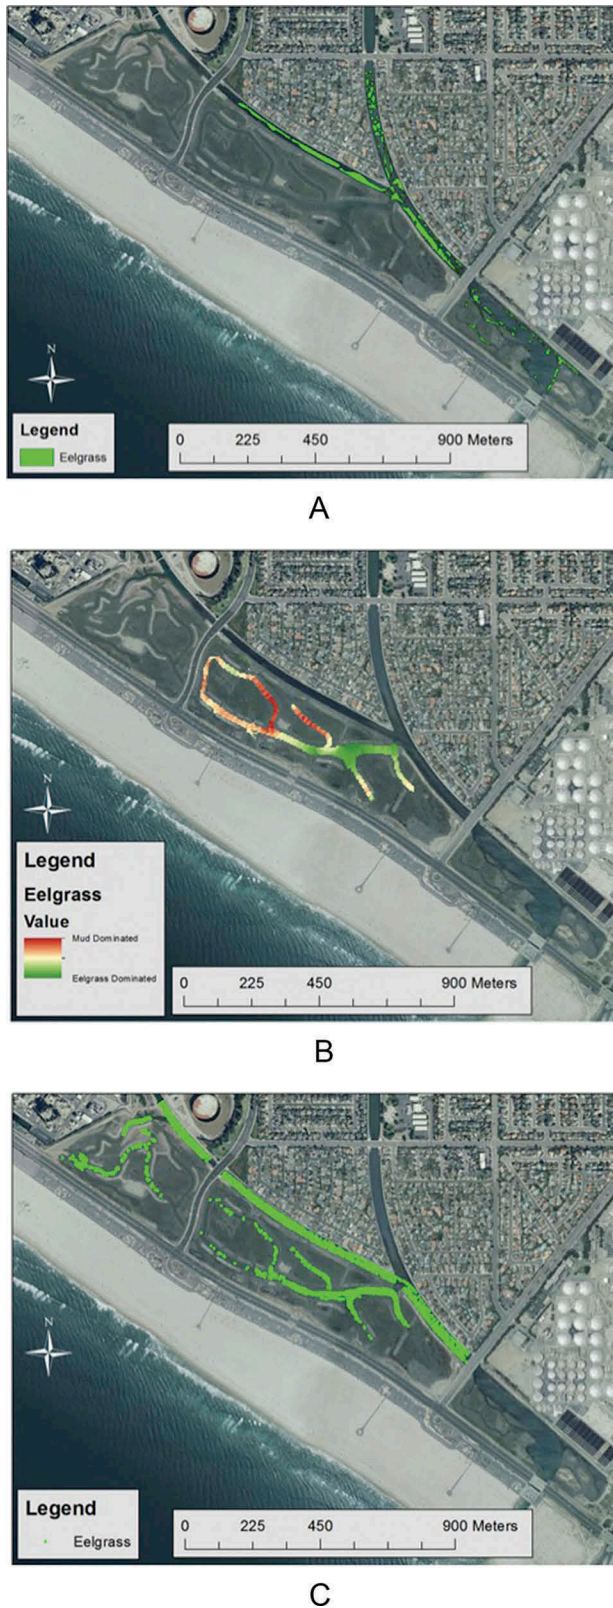 N
Legend
Eelgrass
0 225 450 900 Meters
A
N
Legend
Eelgrass
Value
Mud Dominated
Eelgrass Dominated
0 225 450 900 Meters
B
N
Legend
Eelgrass
0 225 450 900 Meters
C